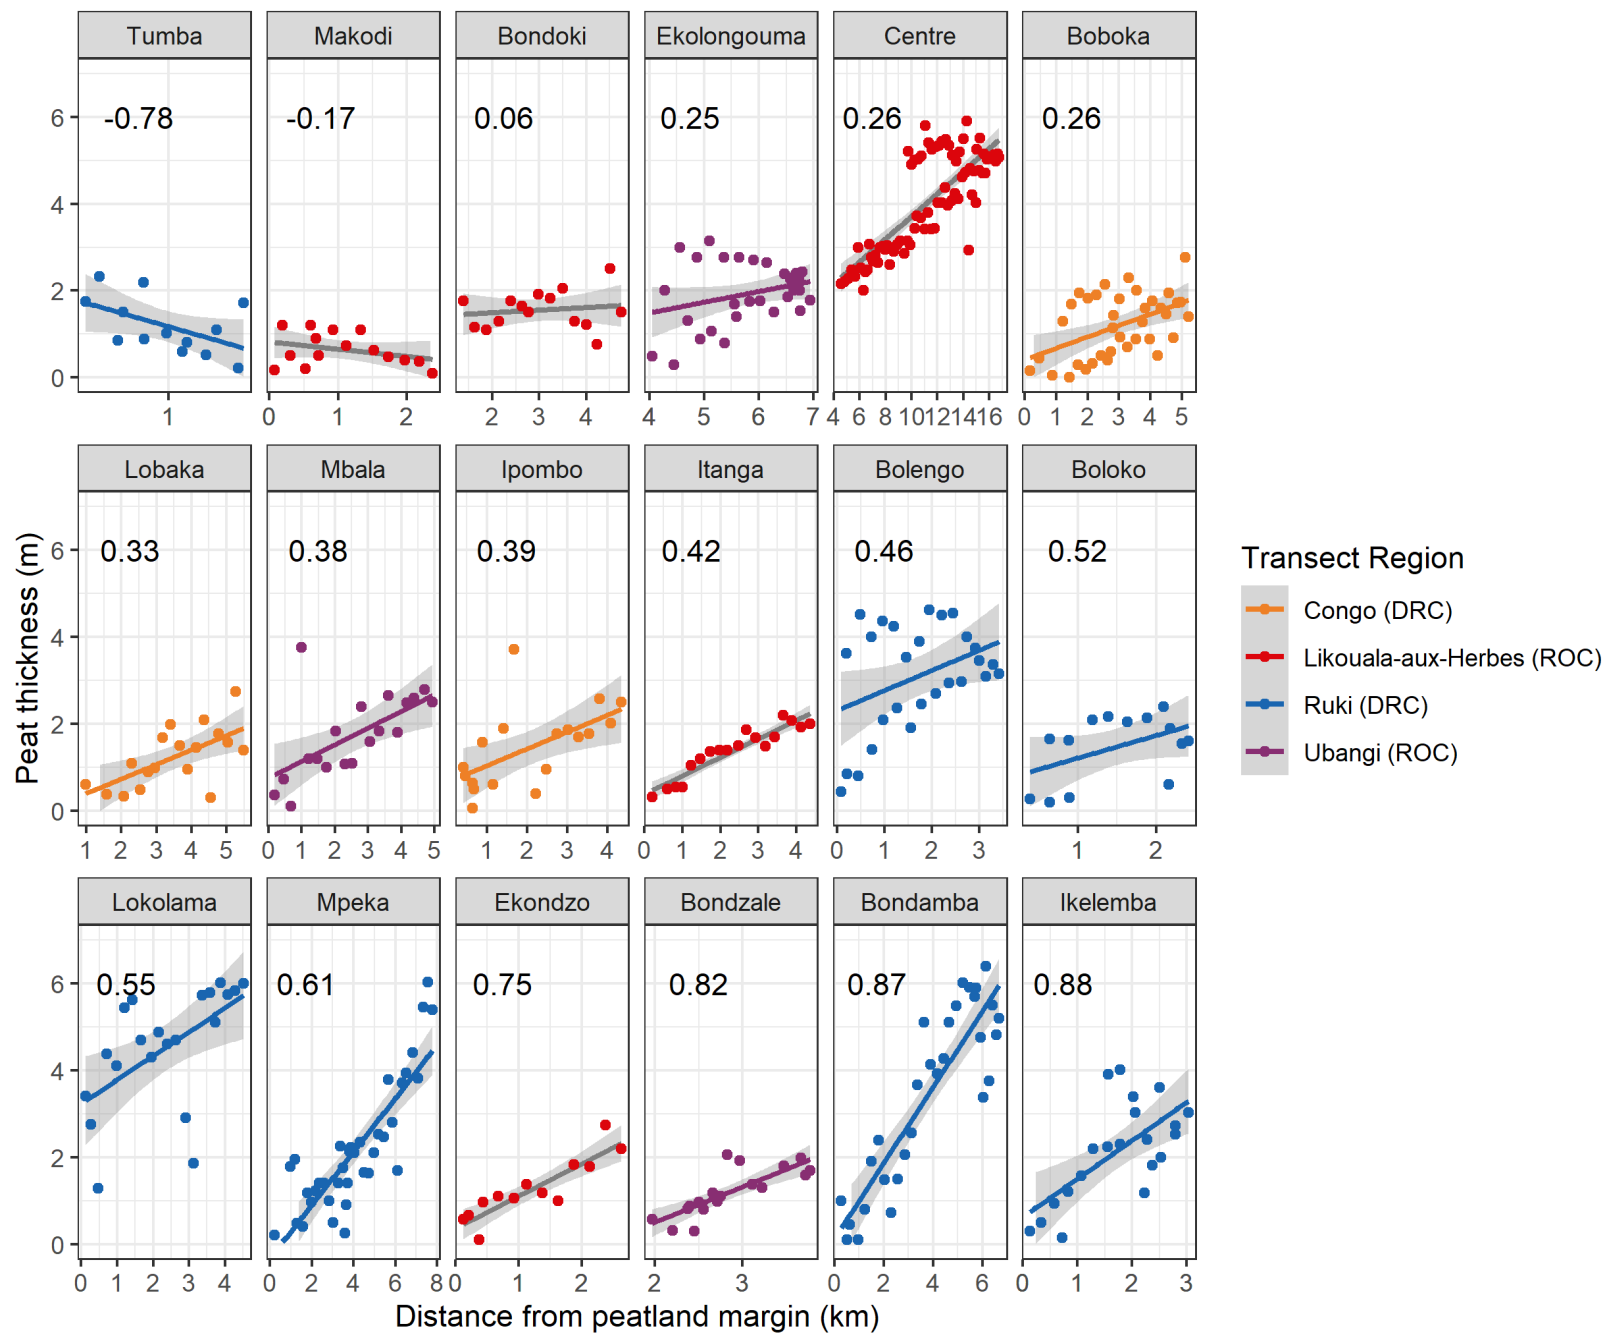 Tumba Makodi Bondoki Ekolongouma Centre Boboka
6 -0.78 -0.17 0.06 0.25 0.26 0.26
4
2
0
1 0 1 2 2 3 4 4 5 6 7 4 6 8 10 12 14 16 0 1 2 3 4 5
Lobaka Mbala Ipombo Itanga Bolengo Boloko
6 0.33 0.38 0.39 0.42 0.46 0.52
4
2
0
1 2 3 4 5 0 1 2 3 4 5 1 2 3 4 0 1 2 3 4 0 1 2 3 1 2
Lokolama Mpeka Ekondzo Bondzale Bondamba Ikelemba
6 0.55 0.61 0.75 0.82 0.87 0.88
4
2
0
0 1 2 3 4 0 2 4 6 8 0 1 2 2 3 0 2 4 6 0 1 2 3
Peat thickness (m)
Distance from peatland margin (km)
Transect Region
Congo (DRC)
Likouala-aux-Herbes (ROC)
Ruki (DRC)
Ubangi (ROC)